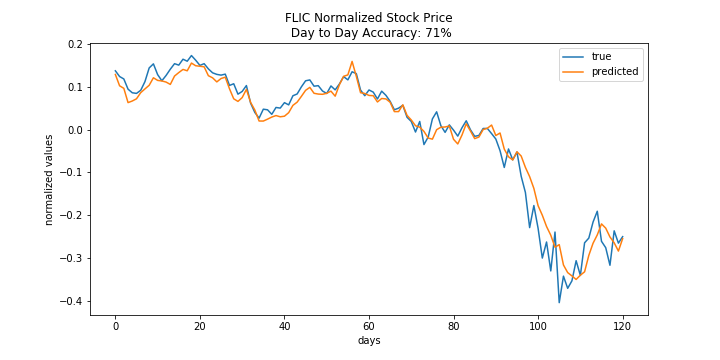 FLIC Normalized Stock Price
Day to Day Accuracy: 71%
true
predicted
normalized values
0.2
0.1
0.0
−0.1
−0.2
−0.3
−0.4
0
20
40
60
80
100
120
days